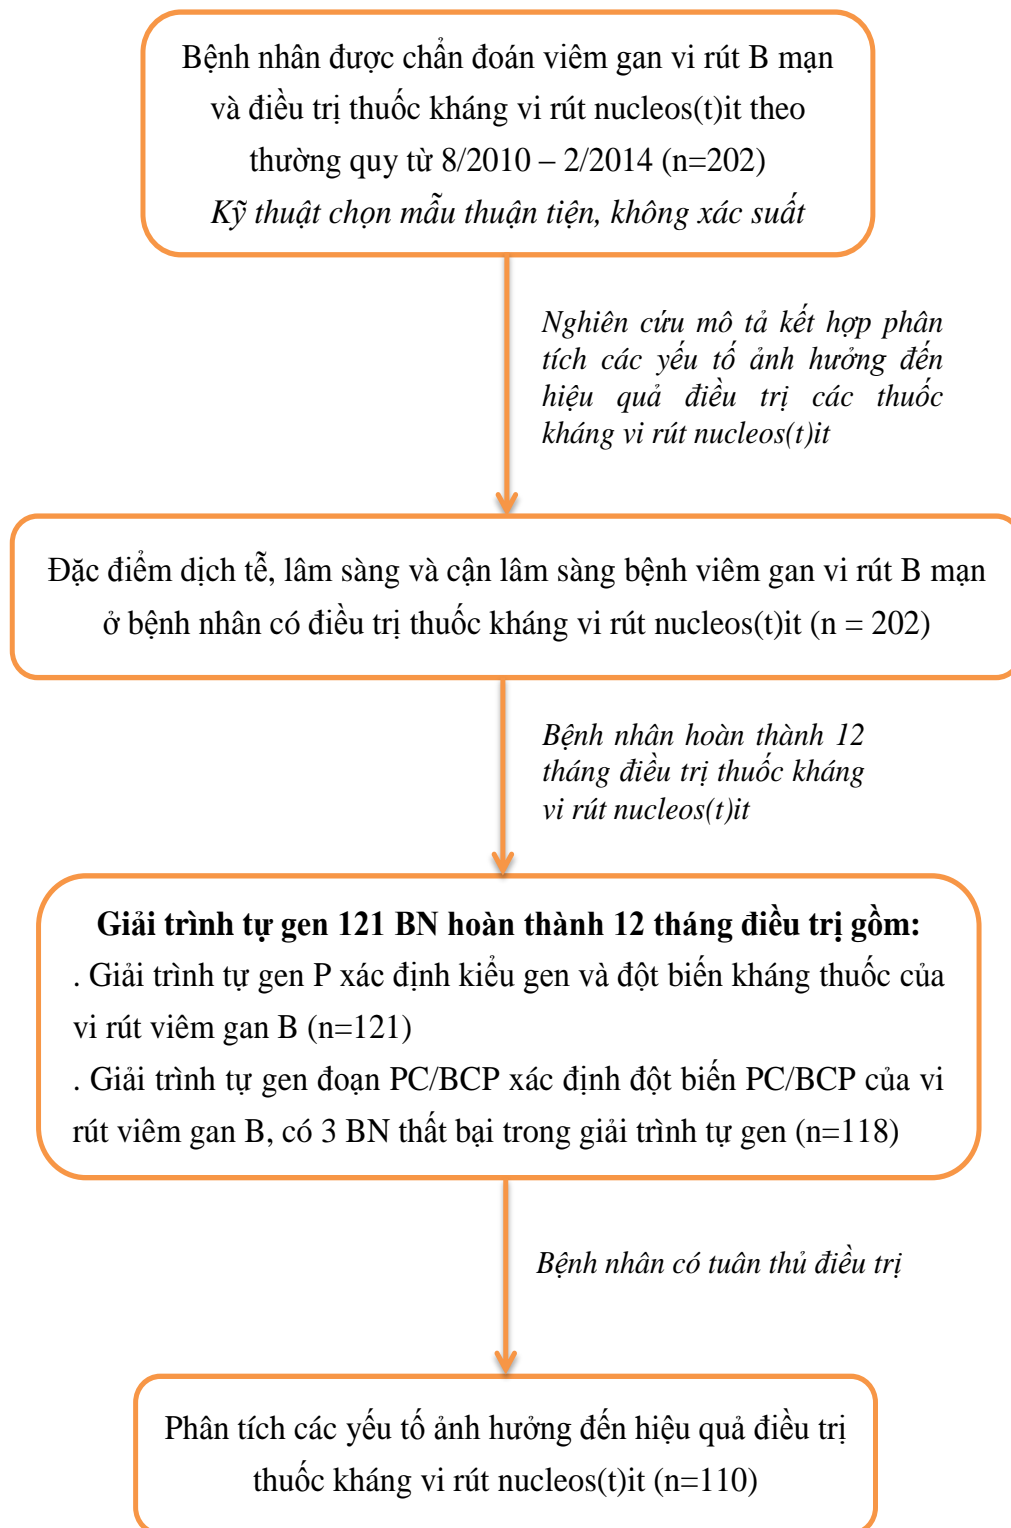 Bệnh nhân được chẩn đoán viêm gan vi rút B mạn
và điều trị thuốc kháng vi rút nucleos(t)it theo
thường quy từ 8/2010 – 2/2014 (n=202)
Kỹ thuật chọn mẫu thuận tiện, không xác suất
Nghiên cứu mô tả kết hợp phân
tích các yếu tố ảnh hưởng đến
hiệu quả điều trị các thuốc
kháng vi rút nucleos(t)it
Đặc điểm dịch tễ, lâm sàng và cận lâm sàng bệnh viêm gan vi rút B mạn
ở bệnh nhân có điều trị thuốc kháng vi rút nucleos(t)it (n = 202)
Bệnh nhân hoàn thành 12
tháng điều trị thuốc kháng
vi rút nucleos(t)it
Giải trình tự gen 121 BN hoàn thành 12 tháng điều trị gồm:
. Giải trình tự gen P xác định kiểu gen và đột biến kháng thuốc của
vi rút viêm gan B (n=121)
. Giải trình tự gen đoạn PC/BCP xác định đột biến PC/BCP của vi
rút viêm gan B, có 3 BN thất bại trong giải trình tự gen (n=118)
Bệnh nhân có tuân thủ điều trị
Phân tích các yếu tố ảnh hưởng đến hiệu quả điều trị
thuốc kháng vi rút nucleos(t)it (n=110)